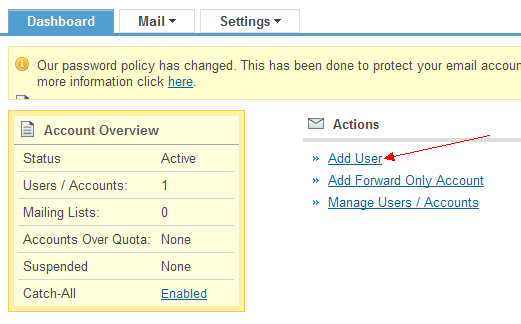 Dashboard Mail Settings
Our password policy has changed. This has been done to protect your email accoun
more information click here.
Account Overview
Status Active
Users / Accounts: 1
Mailing Lists: 0
Accounts Over Quota: None
Suspended None
Catch-All Enabled
Actions
» Add User
» Add Forward Only Account
» Manage Users / Accounts